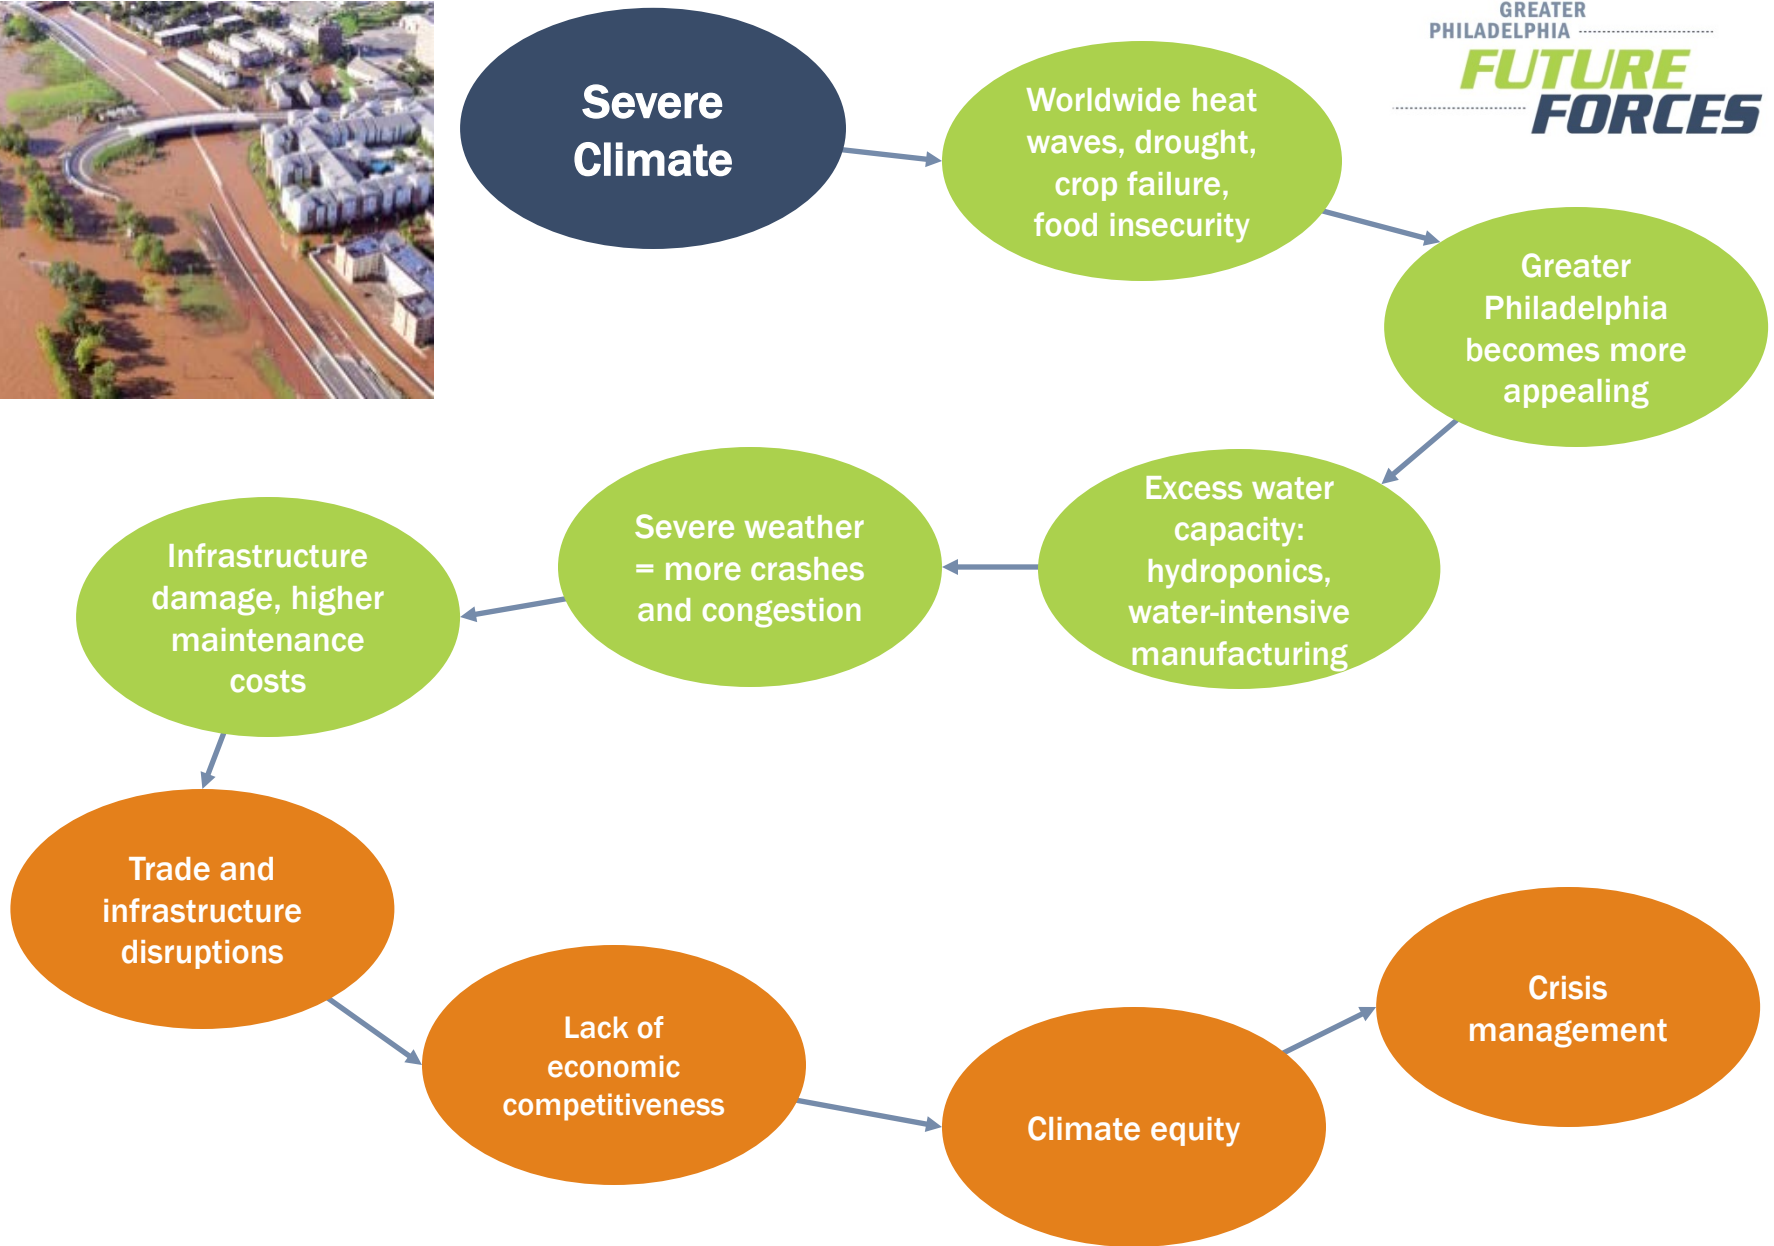 Severe
Climate
GREATER
PHILADELPHIA
FUTURE
FORCES
Worldwide heat
waves, drought,
crop failure,
food insecurity
Greater
Philadelphia
becomes more
appealing
Excess water
capacity:
hydroponics,
water-intensive
manufacturing
Severe weather
= more crashes
and congestion
Infrastructure
damage, higher
maintenance
costs
Trade and
infrastructure
disruptions
Lack of
economic
competitiveness
Climate equity
Crisis
management